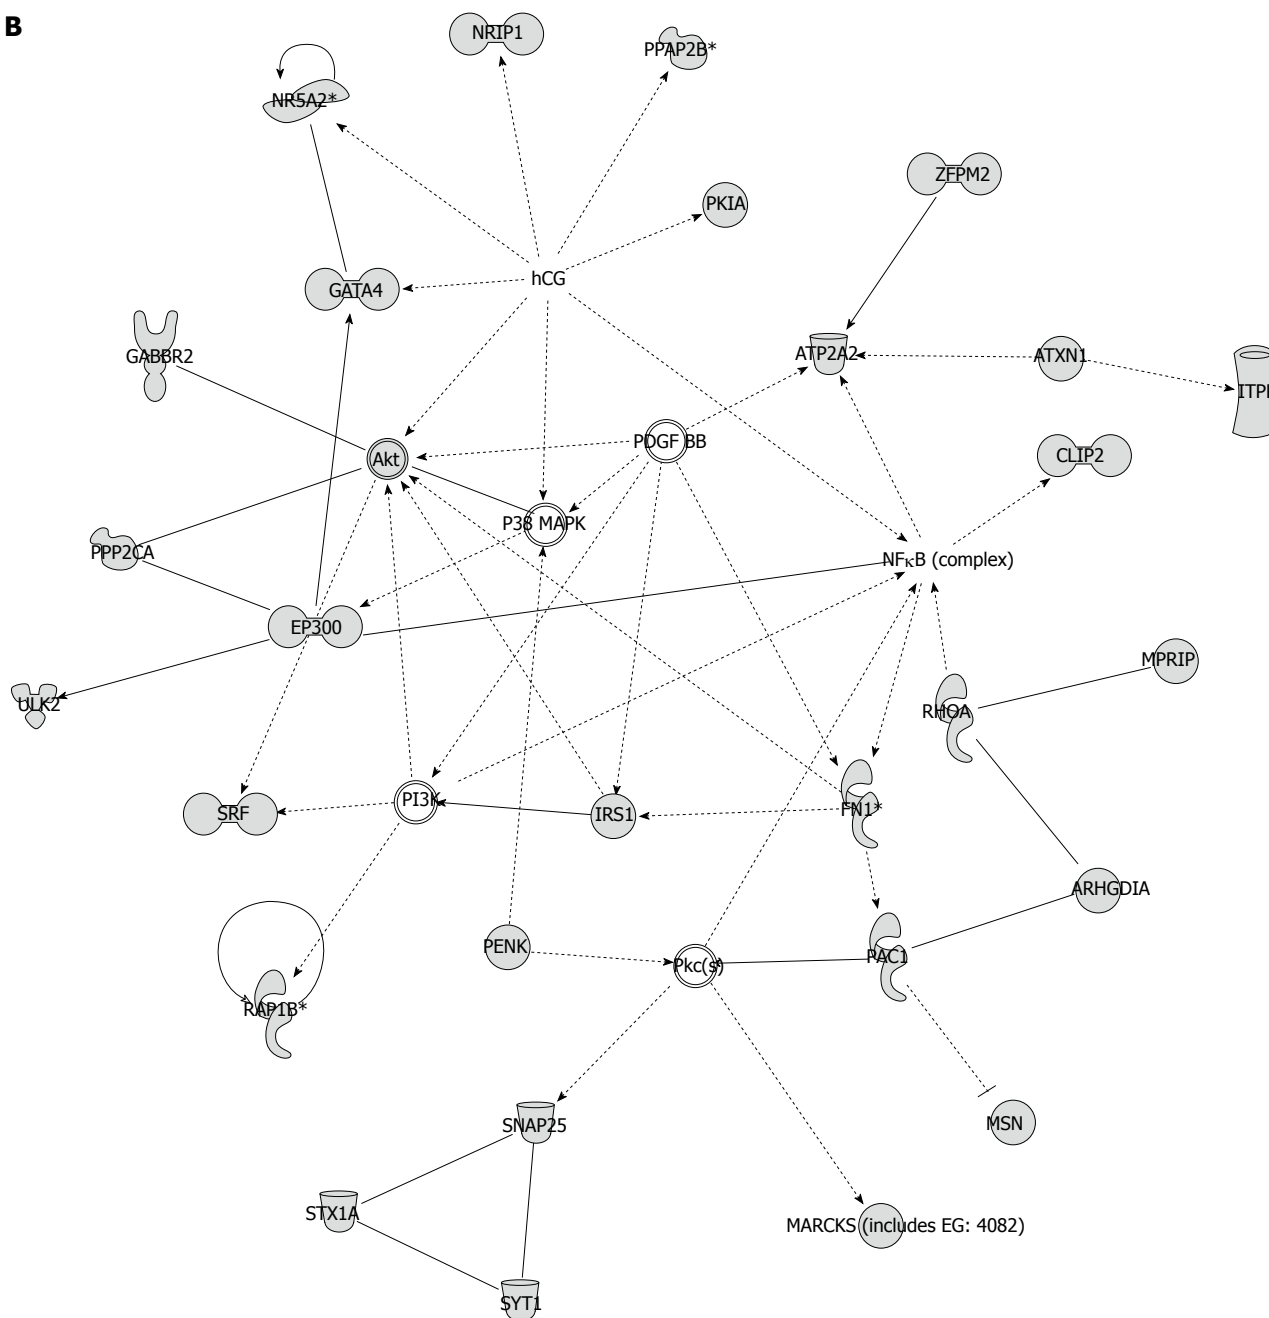 B
NRIP1
PPAP2B*
NR5A2*
ZFPM2
PKIA
hCG
GATA4
GABBR2
ATP2A2
ATXN1
ITPI
PDGF BB
Akt
CLIP2
P38 MAPK
PPP2CA
NFκB (complex)
EP300
MPRIP
ULK2
RHOA
PI3K
SRF
IRS1
FN1*
ARHGDIA
PENK
PAC1
Pkc(s)
RAP1B*
SNAP25
MSN
STX1A
MARCKS (includes EG: 4082)
SYT1